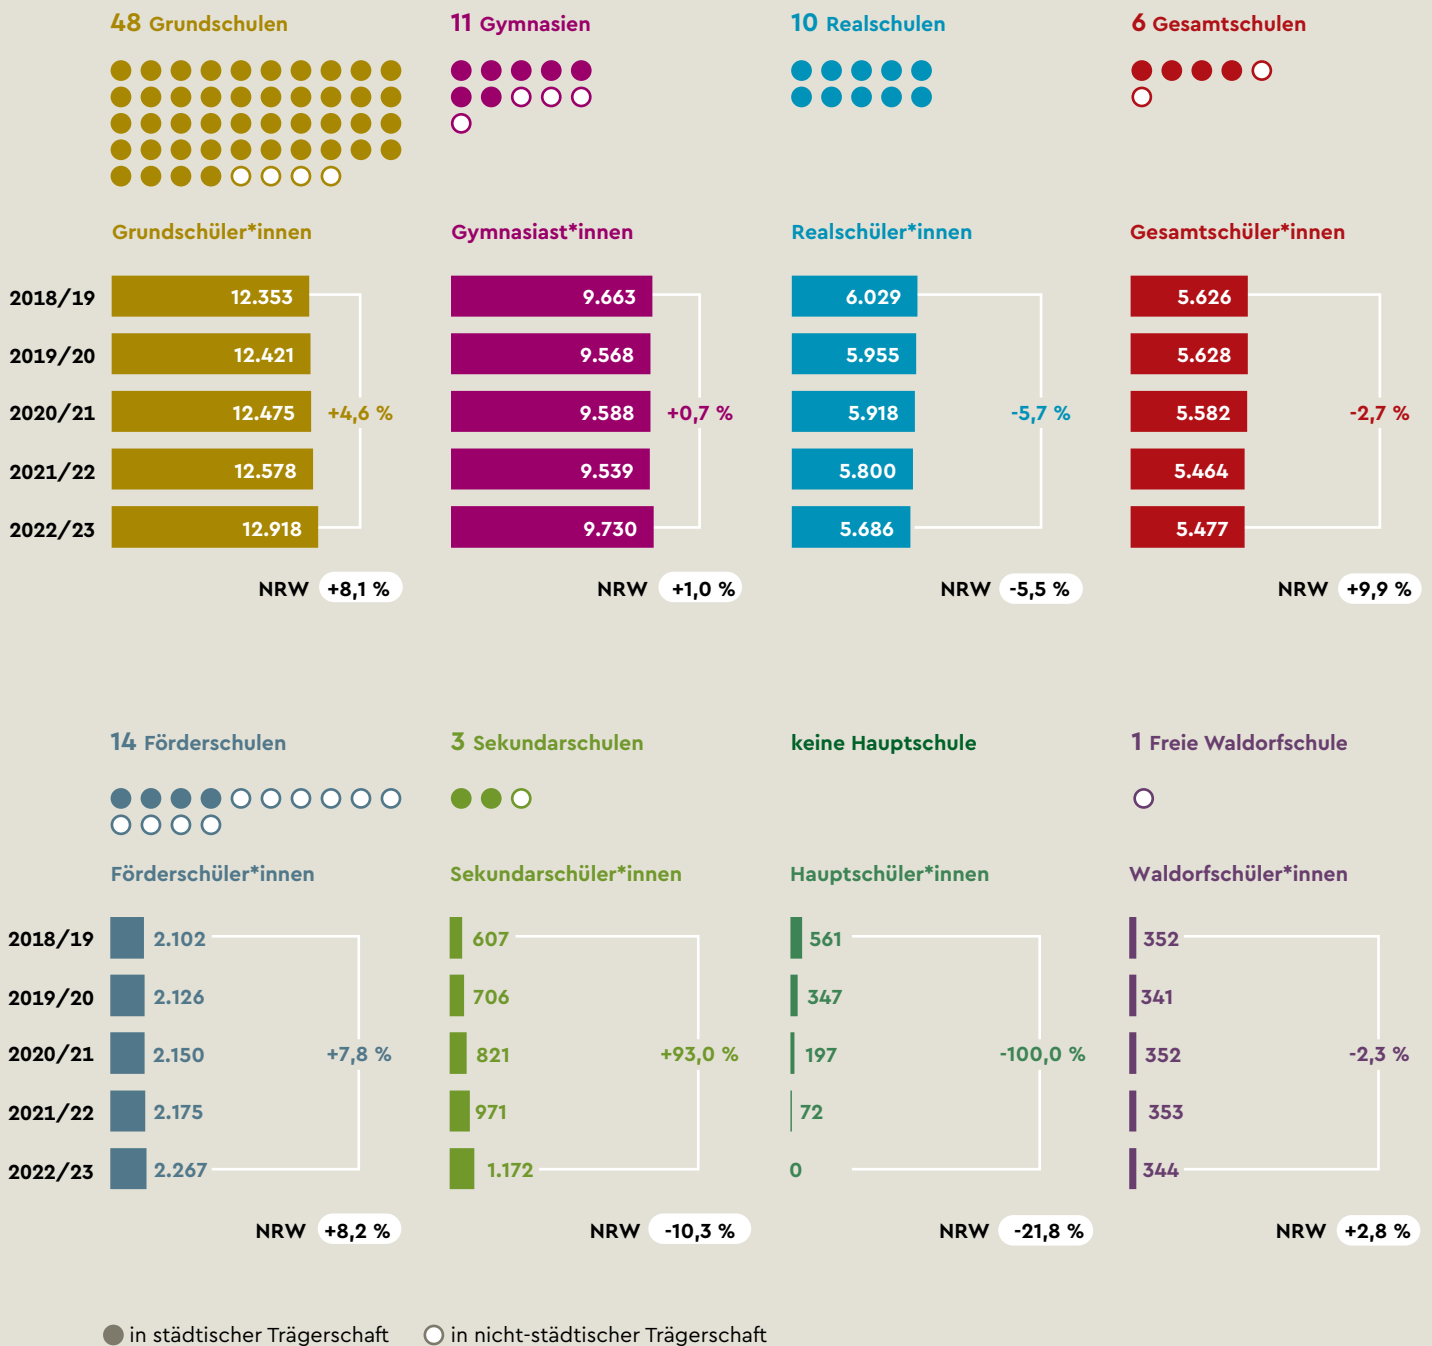 48 Grundschulen
11 Gymnasien
10 Realschulen
6 Gesamtschulen
Grundschüler*innen
Gymnasiast*innen
Realschüler*innen
Gesamtschüler*innen
2018/19 12.353 9.663 6.029 5.626
2019/20 12.421 9.568 5.955 5.628
2020/21 12.475 +4,6 % 9.588 +0,7 % 5.918 -5,7 % 5.582 -2,7 %
2021/22 12.578 9.539 5.800 5.464
2022/23 12.918 9.730 5.686 5.477
NRW +8,1 % NRW +1,0 % NRW -5,5 % NRW +9,9 %
14 Förderschulen
3 Sekundarschulen
keine Hauptschule
1 Freie Waldorfschule
Förderschüler*innen
Sekundarschüler*innen
Hauptschüler*innen
Waldorfschüler*innen
2018/19 2.102 607 561 352
2019/20 2.126 706 347 341
2020/21 2.150 +7,8 % 821 +93,0 % 197 -100,0 % 352 -2,3 %
2021/22 2.175 971 72 353
2022/23 2.267 1.172 0 344
NRW +8,2 % NRW -10,3 % NRW -21,8 % NRW +2,8 %
in städtischer Trägerschaft in nicht-städtischer Trägerschaft